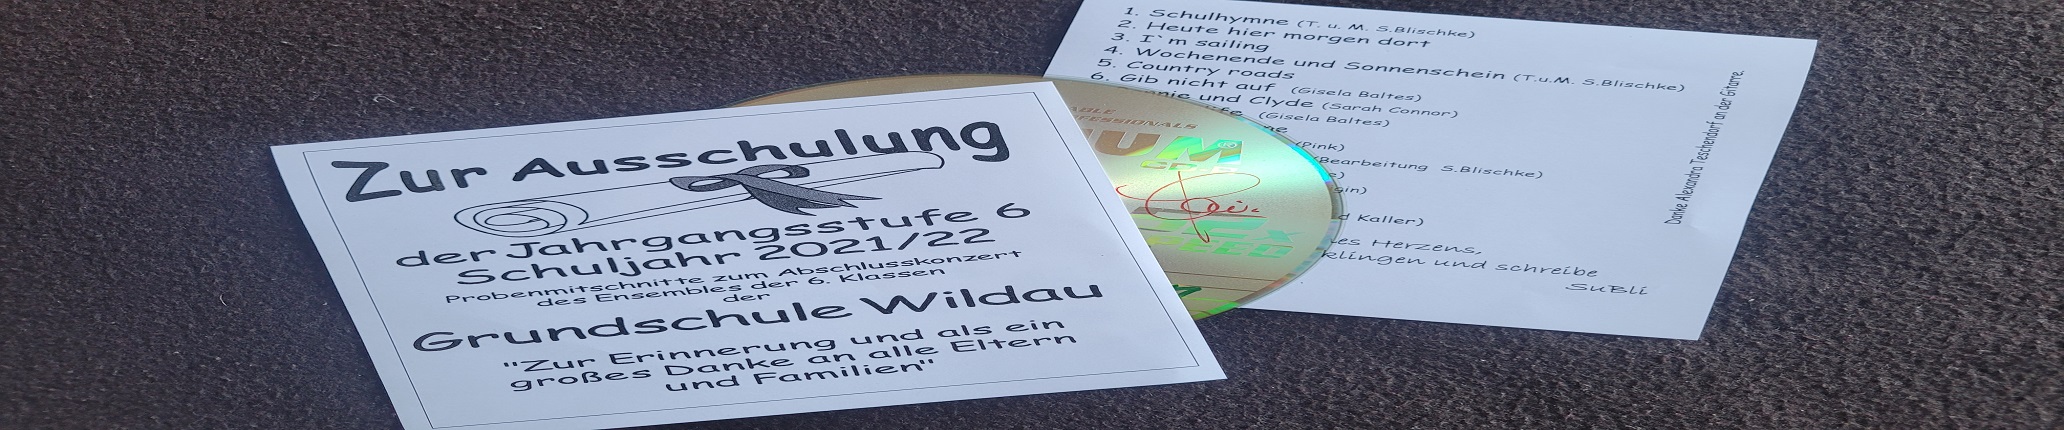 Zur Ausschulung
der Jahrgangsstufe 6
Schuljahr 2021/22
Probenmitschnitte zum Abschlusskonzert
des Ensembles der 6. Klassen
der
Grundschule Wildau
"Zur Erinnerung und als ein
großes Danke an alle Eltern
und Familien"
1. Schulhymne (T. u. M. S.Blischke)
2. Heute hier morgen dort
3. I`m sailing
4. Wochenende und Sonnenschein (T.u.M. S.Blischke)
5. Country roads
6. Gib nicht auf (Gisela Baltes)
und Clyde (Sarah Connor)
(Gisela Baltes)
(Pink)
(Bearbeitung S.Blischke)
Kaller)
Herzens,
klingen und schreibe
SuBli
Danke Alexandra Teschendorf an der Gitare.